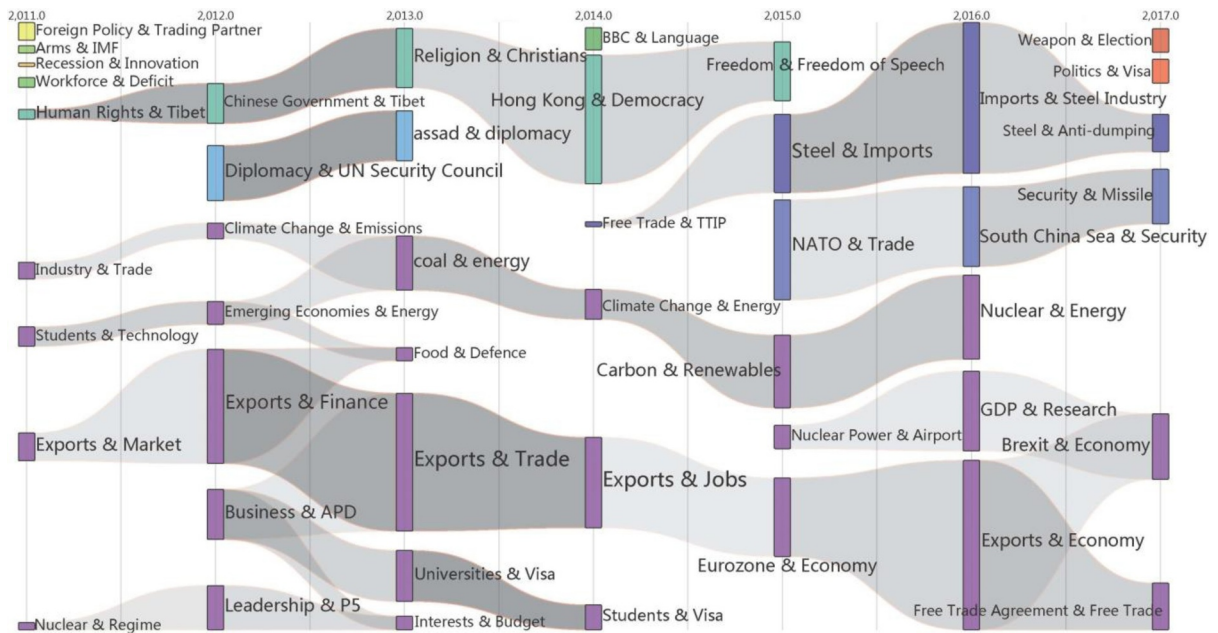 2,011.0 2,012.0 2,013.0 2,014.0 2,015.0 2,016.0 2,017.0
Foreign Policy & Trading Partner
Arms & IMF
Recession & Innovation
Workforce & Deficit
Human Rights & Tibet
Industry & Trade
Students & Technology
Exports & Market
Nuclear & Regime
Chinese Government & Tibet
Diplomacy & UN Security Council
Climate Change & Emissions
Emerging Economies & Energy
Exports & Finance
Business & APD
Leadership & P5
Religion & Christians
assad & diplomacy
coal & energy
Food & Defence
Exports & Trade
Universities & Visa
Interests & Budget
BBC & Language
Hong Kong & Democracy
Free Trade & TTIP
Climate Change & Energy
Exports & Jobs
Students & Visa
Freedom & Freedom of Speech
Steel & Imports
NATO & Trade
Carbon & Renewables
Nuclear Power & Airport
Eurozone & Economy
Imports & Steel Industry
South China Sea & Security
Nuclear & Energy
GDP & Research
Exports & Economy
Weapon & Election
Politics & Visa
Steel & Anti-dumping
Security & Missile
Brexit & Economy
Free Trade Agreement & Free Trade